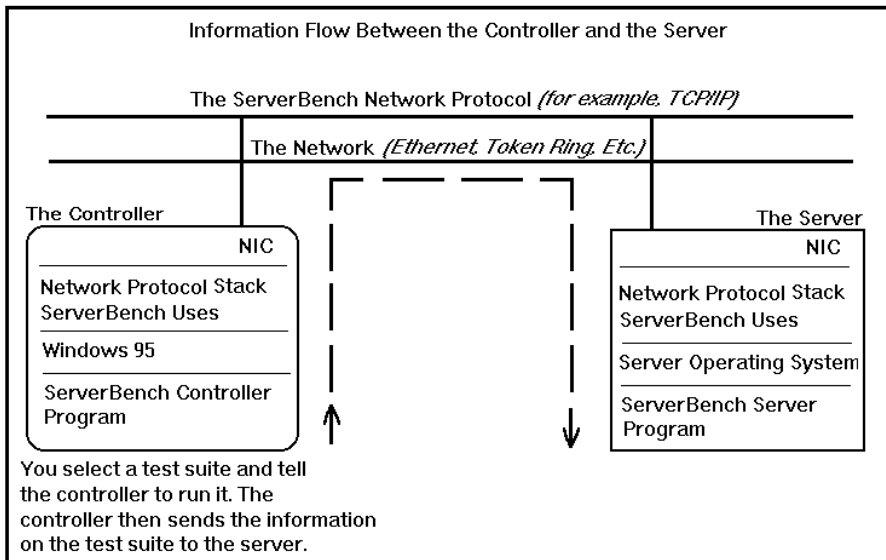 Information Flow Between the Controller and the Server
The ServerBench Network Protocol (for example, TCP/IP)
The Network (Ethernet, Token Ring, Etc.)
The Controller
NIC
Network Protocol Stack
ServerBench Uses
Windows 95
ServerBench Controller
Program
You select a test suite and tell
the controller to run it. The
controller then sends the information
on the test suite to the server.
The Server
NIC
Network Protocol Stack
ServerBench Uses
Server Operating System
ServerBench Server
Program